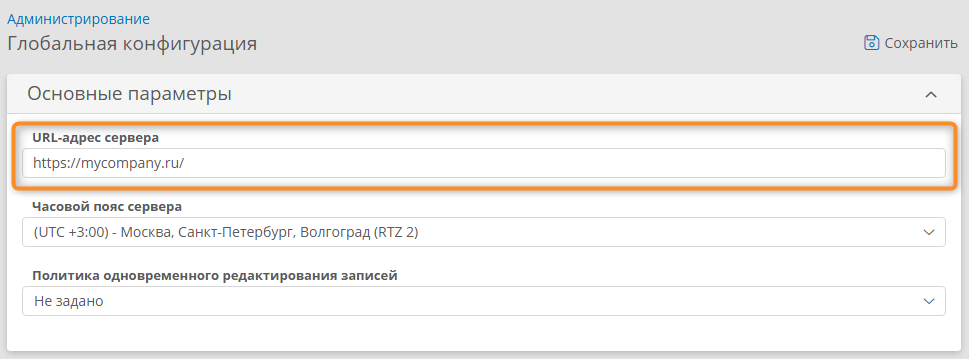 Администрирование
Глобальная конфигурация
Сохранить
Основные параметры
URL-адрес сервера
https://mycompany.ru/
Часовой пояс сервера
(UTC +3:00) - Москва, Санкт-Петербург, Волгоград (RTZ 2)
Политика одновременного редактирования записей
Не задано